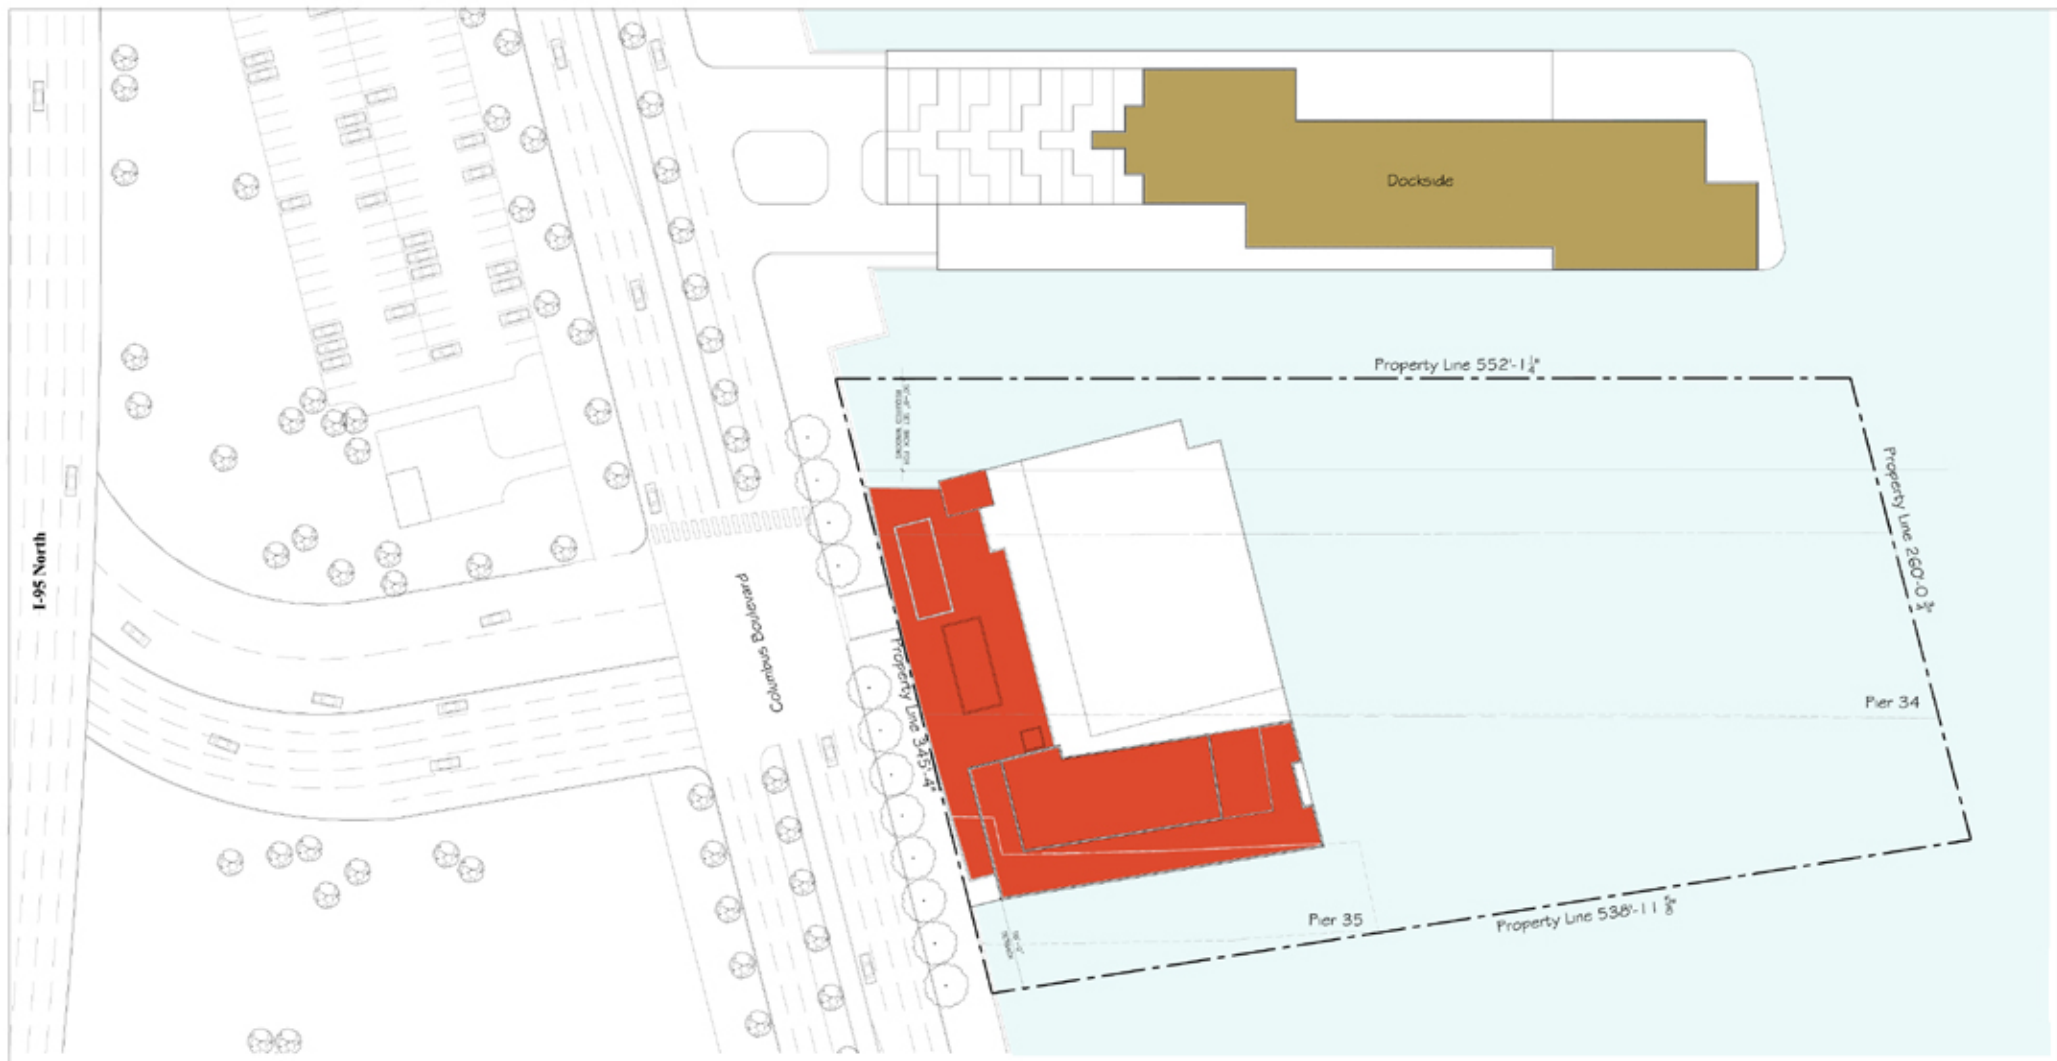 Dockside
Property Line 552'-1 1/4"
Property Line 260'-0 3/4"
I-95 North
Columbus Boulevard
Property Line 345'-4"
Pier 34
Pier 35
Property Line 538'-11 5/8"